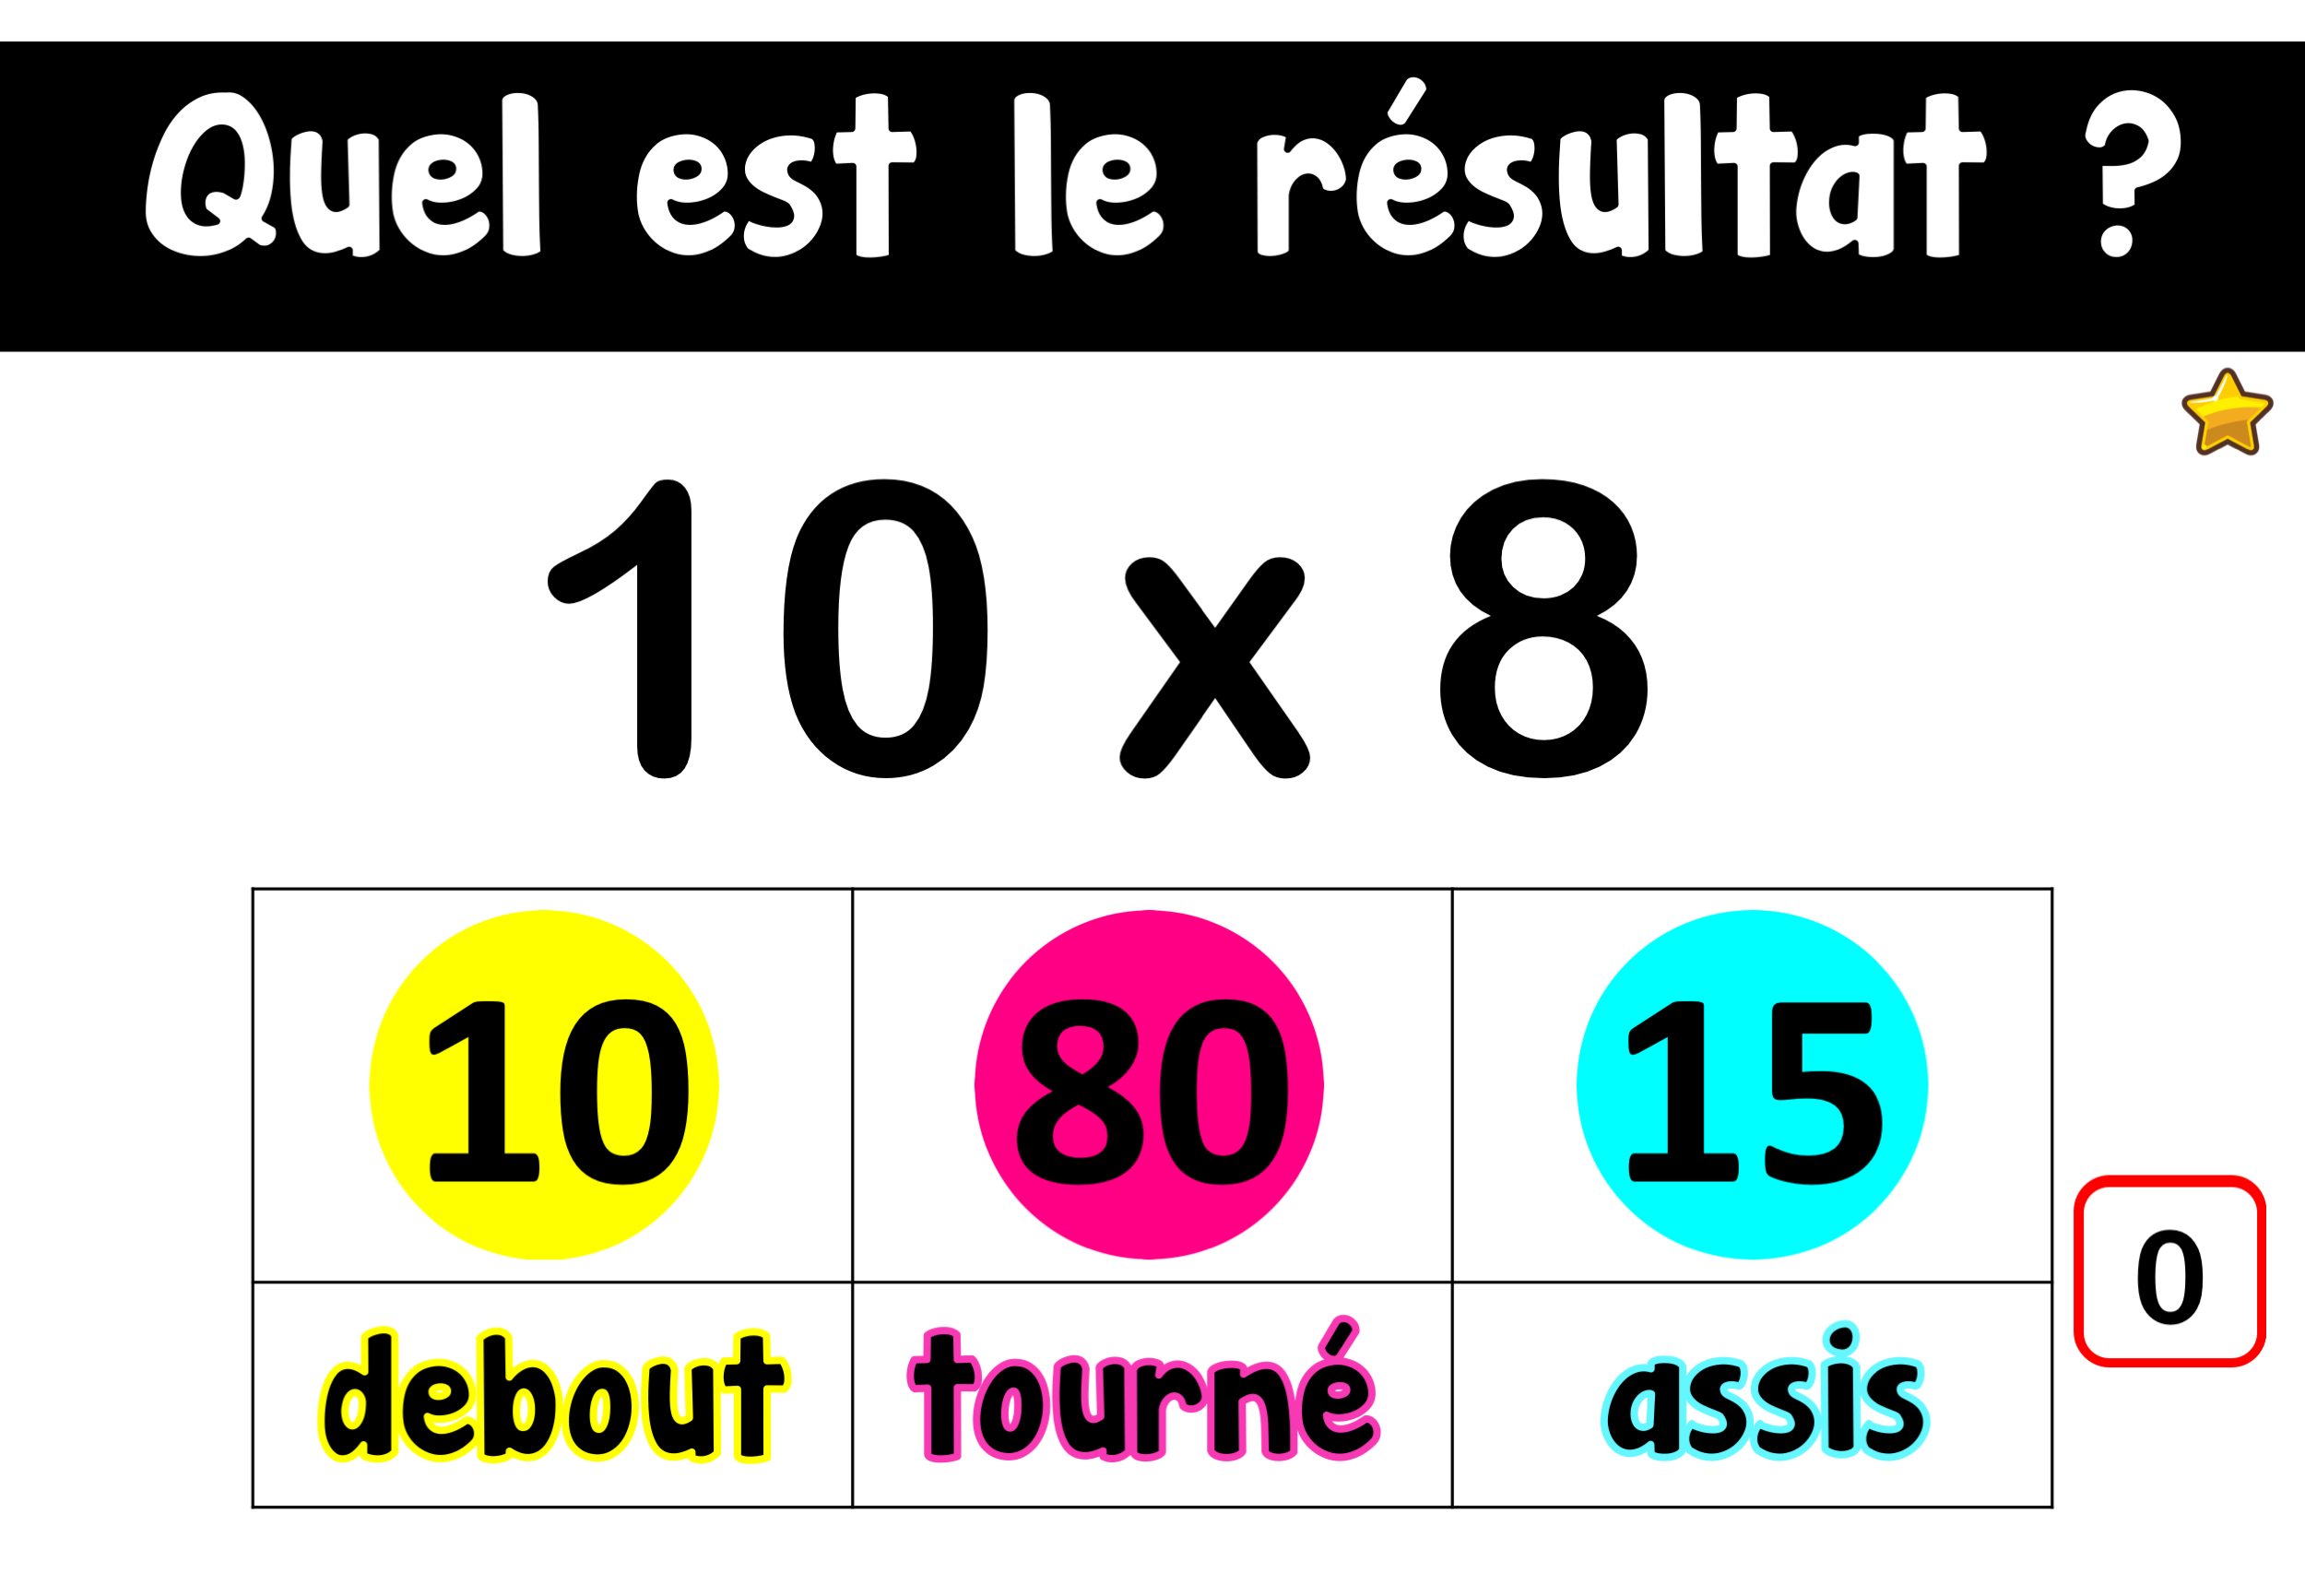 Quel est le résultat ?
10 x 8
10 80 15
0
debout tourné assis